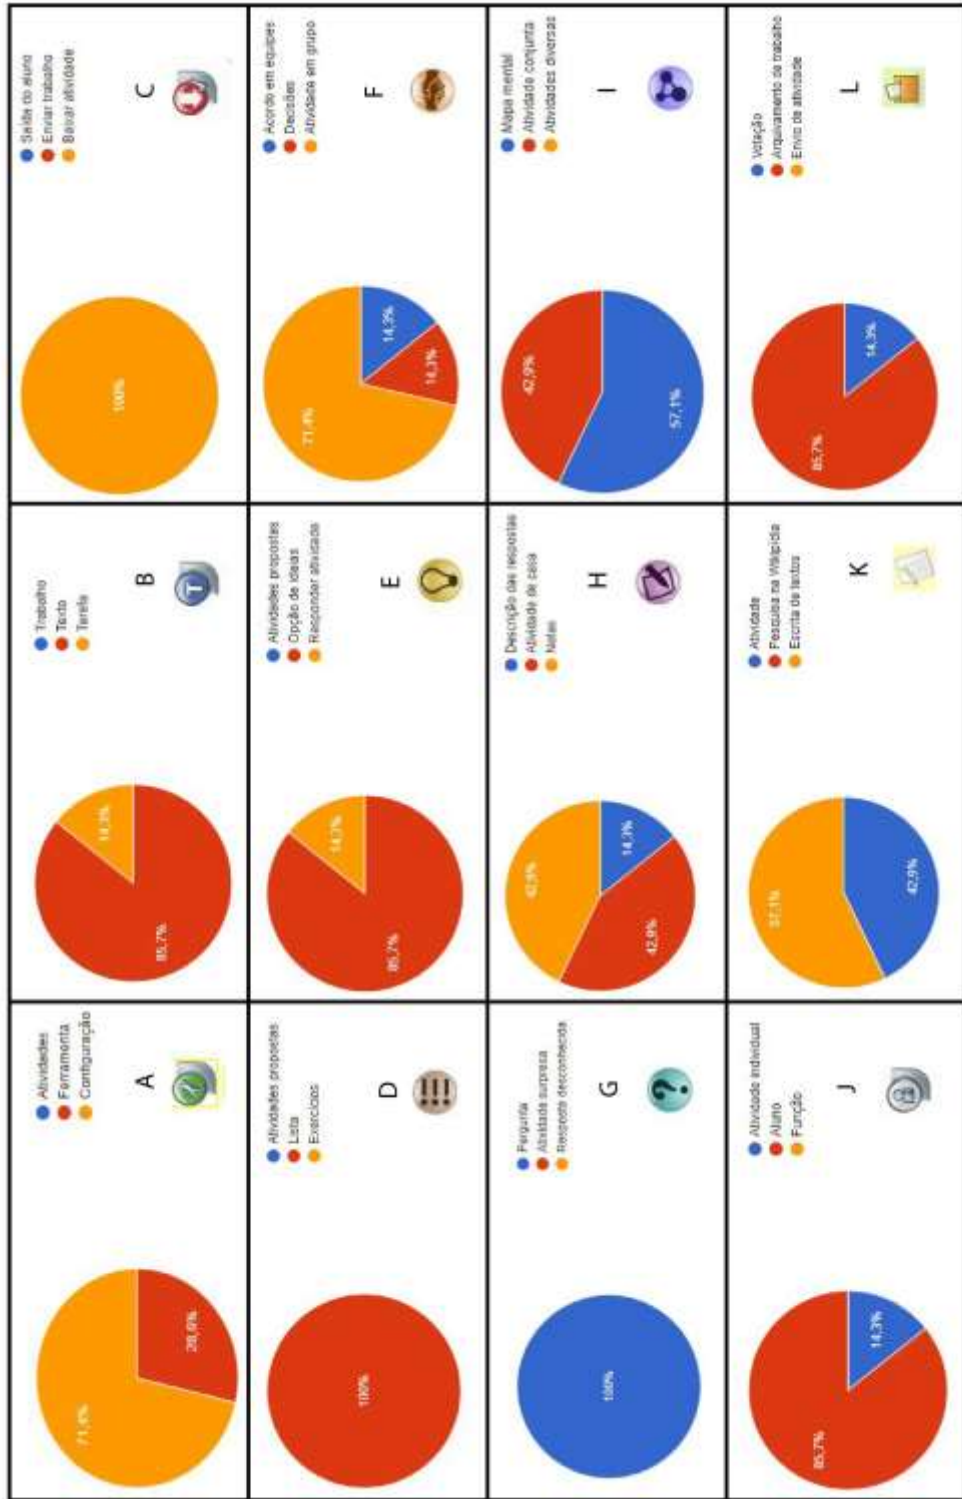 Atividades
Ferramenta
Configuração
A
71,4%
28,6%
Trabalho
Texto
Tarefa
B
T
14,3%
85,7%
Saída do aluno
Enviar trabalho
Baixar atividade
C
100%
Atividades propostas
Lista
Exercícios
D
100%
Atividades propostas
Opção de ideias
Responder atividade
E
14,3%
85,7%
Acordo em equipes
Decisões
Atividade em grupo
F
71,4%
14,3%
14,3%
Pergunta
Atividade surpresa
Resposta desconhecida
G
?
100%
Descrição das respostas
Atividade de casa
Notas
H
42,9%
14,3%
42,9%
Mapa mental
Atividade conjunta
Atividades diversas
I
42,9%
57,1%
Atividade individual
Aluno
Função
J
85,7%
14,3%
Atividade
Pesquisa na Wikipidia
Escrita de textos
K
57,1%
42,9%
Votação
Arquivamento de trabalho
Envio de atividade
L
85,7%
14,3%